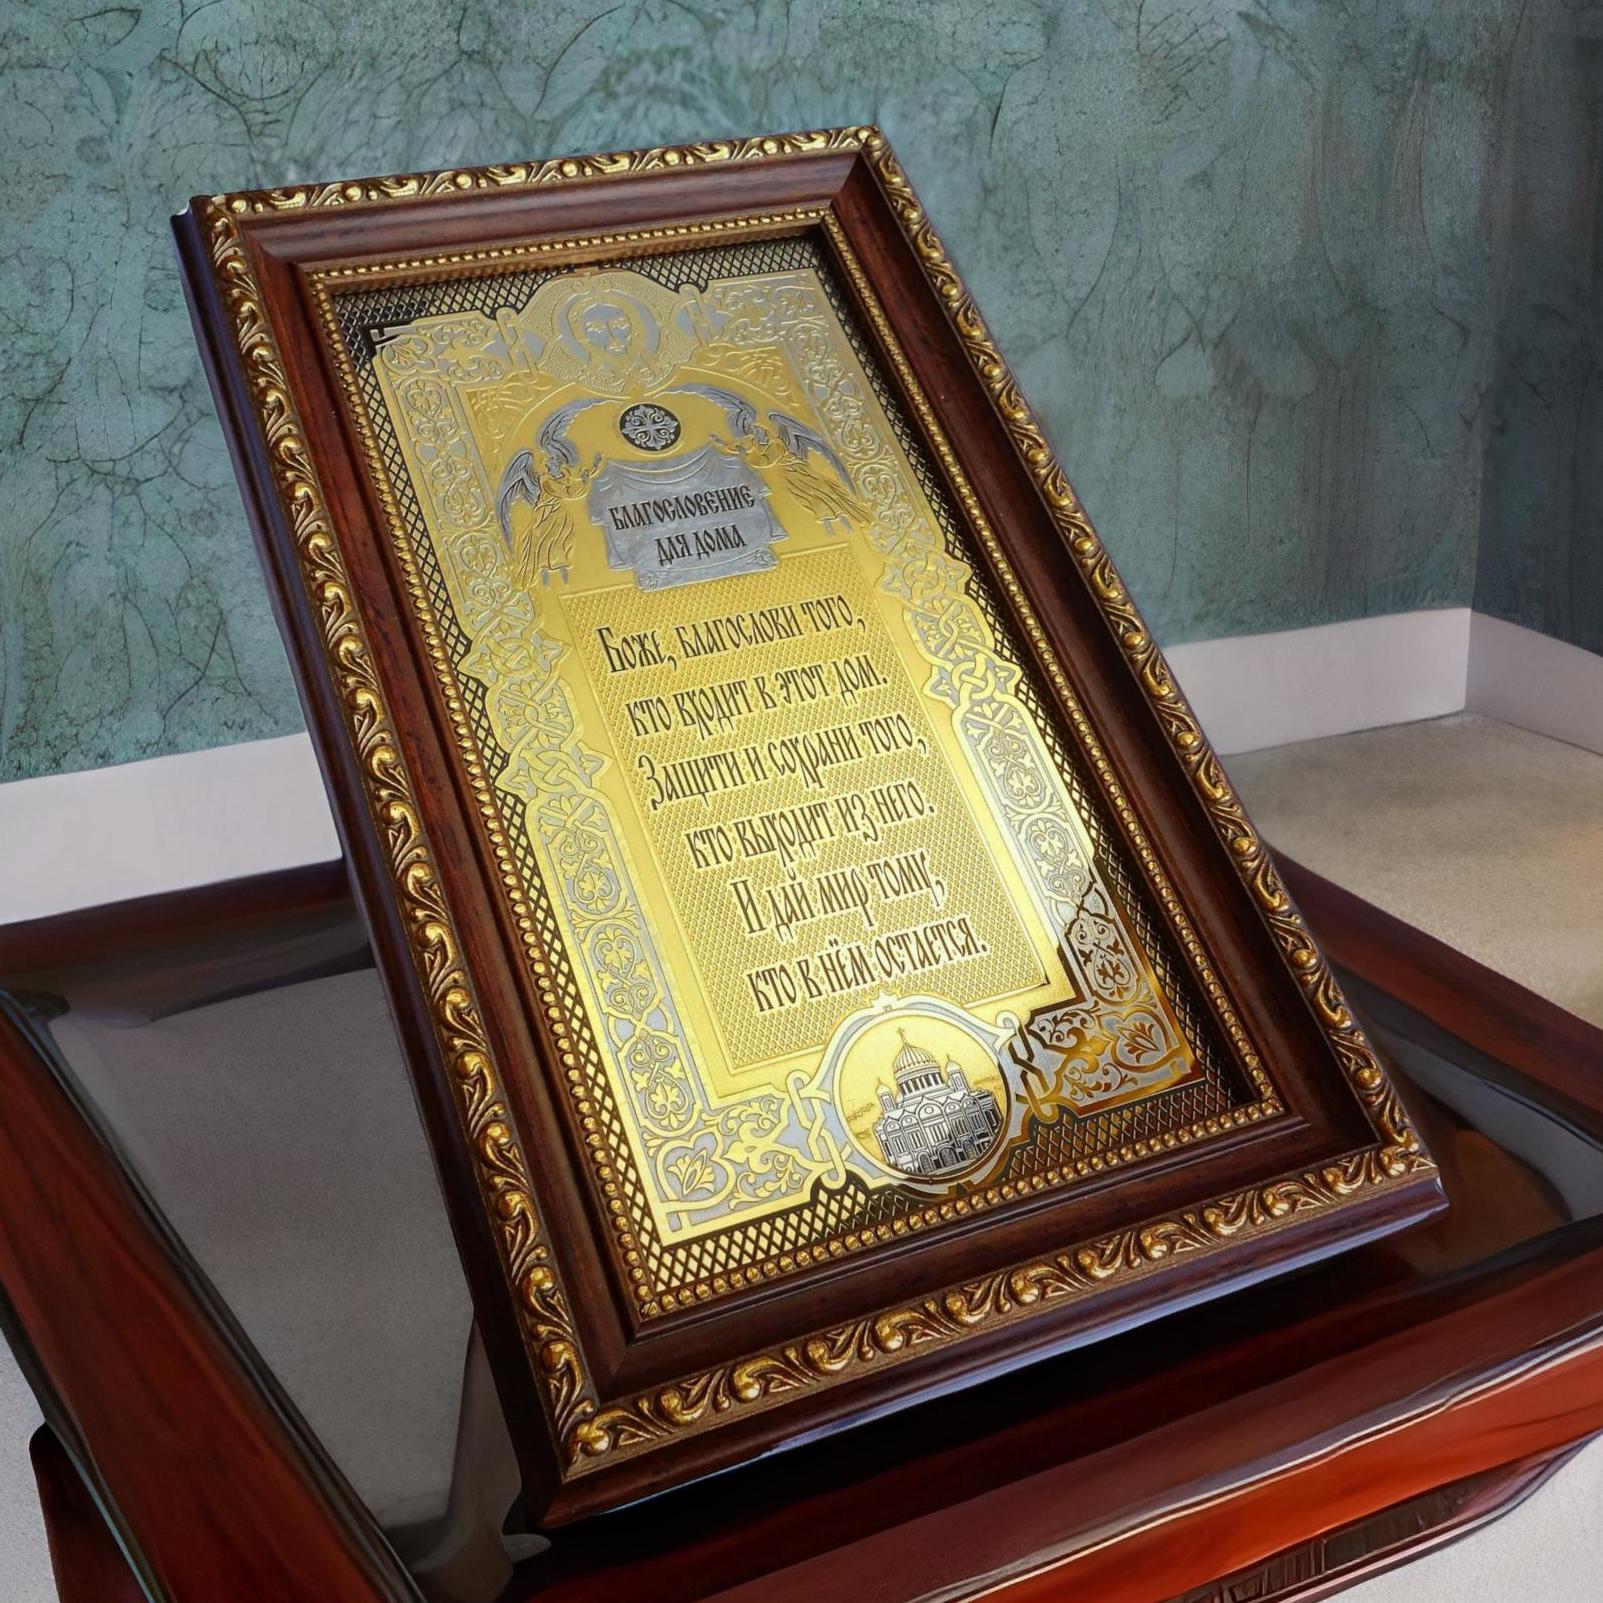 БЛАГОСЛОВЕНИЕ
ДЛЯ ДОМА
Боже, благослови того,
кто входит в этот дом.
Защити и сохрани того,
кто выходит из него.
И дай мир тому,
кто в нём остается.